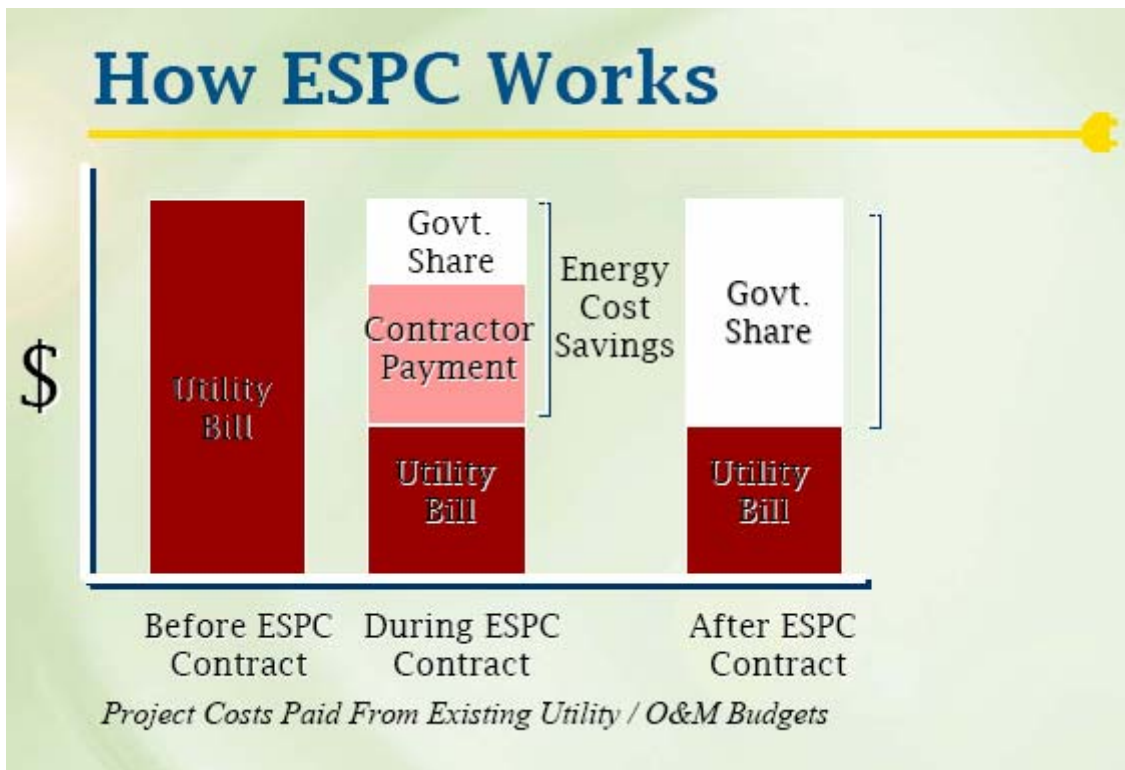 How ESPC Works
$
Utility
Bill
Govt.
Share
Contractor
Payment
Utility
Bill
Energy
Cost
Savings
Govt.
Share
Utility
Bill
Before ESPC
Contract
During ESPC
Contract
After ESPC
Contract
Project Costs Paid From Existing Utility / O&M Budgets